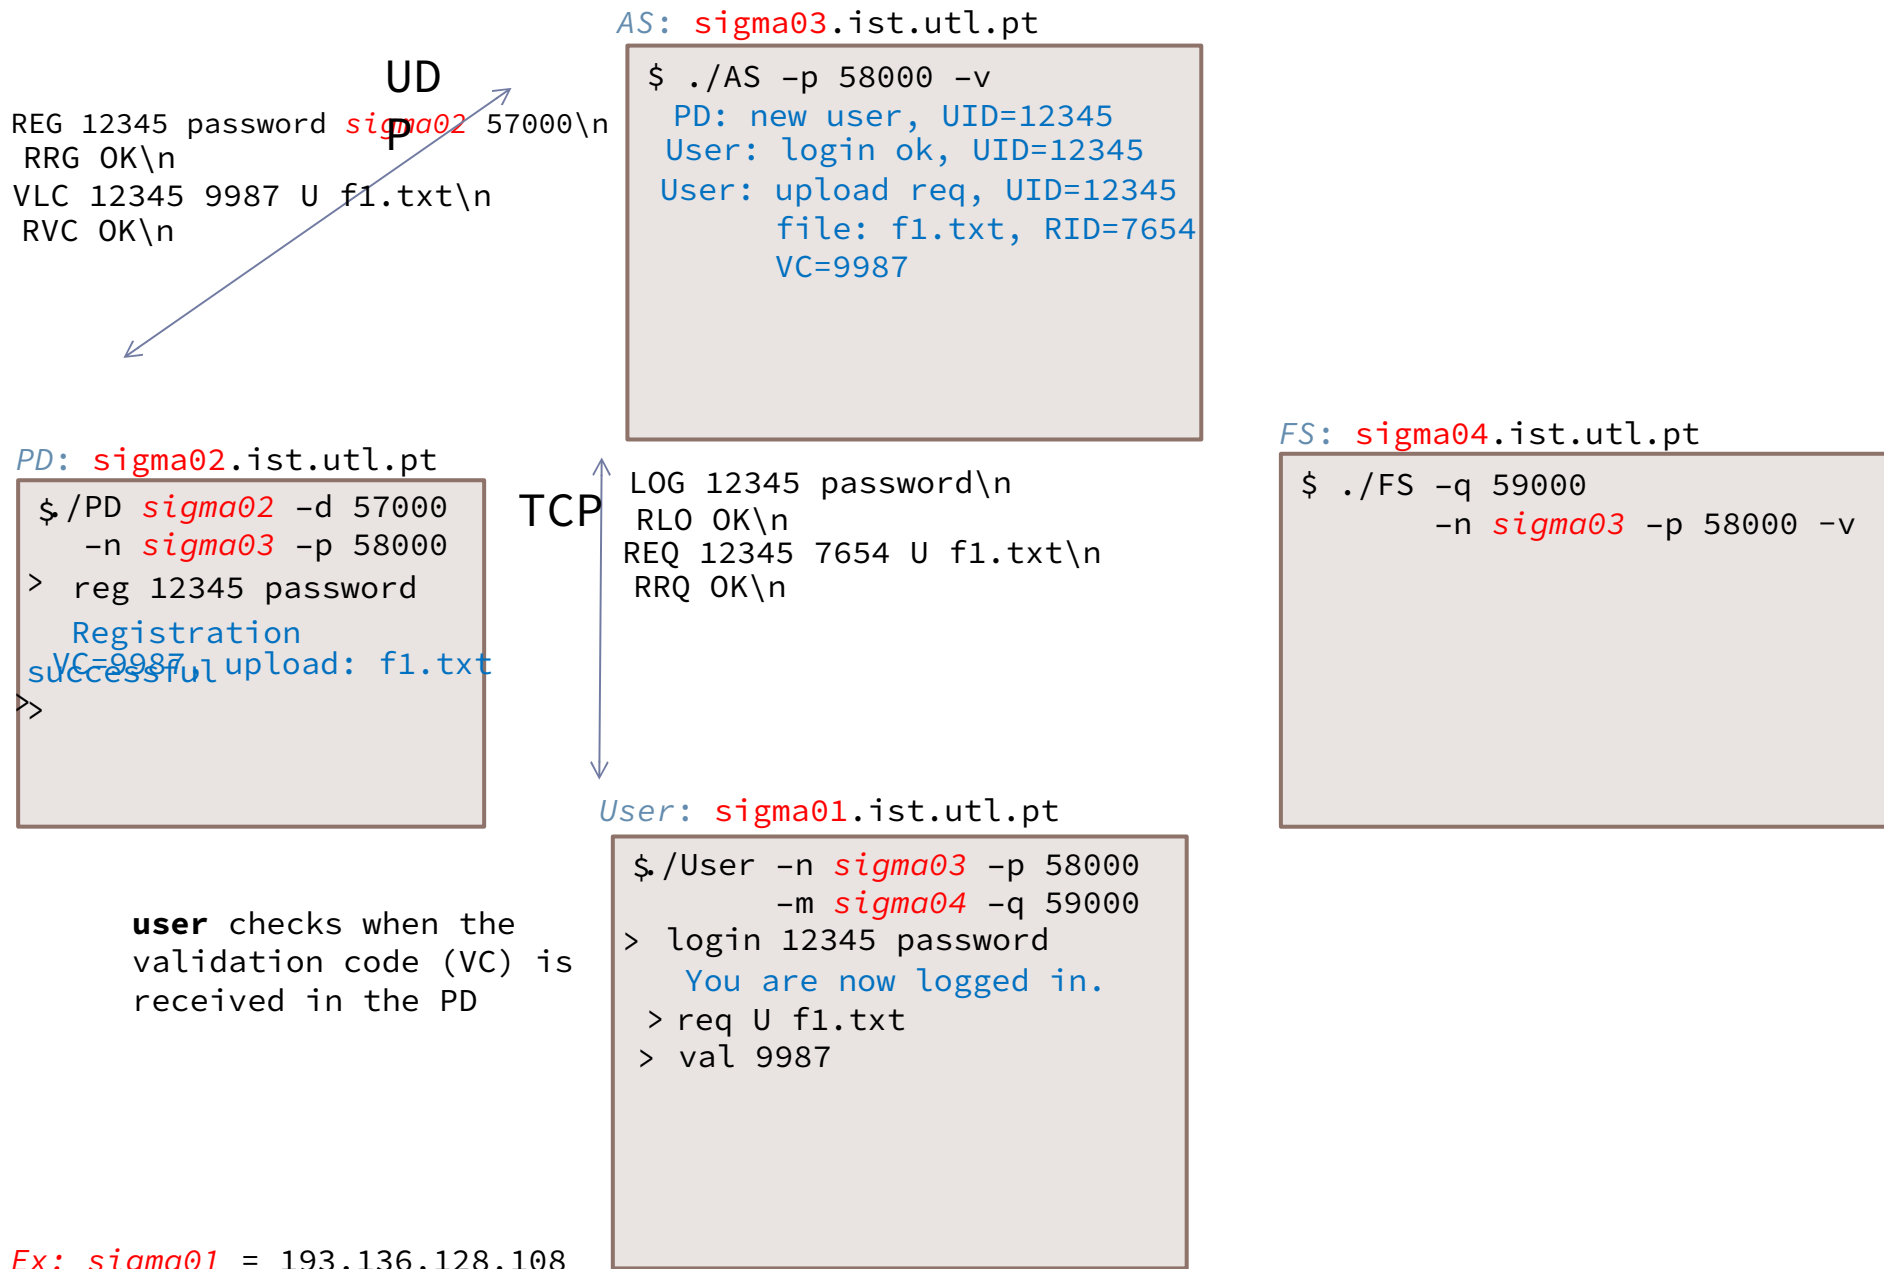 AS: sigma03.ist.utl.pt
$ ./AS –p 58000 –v
PD: new user, UID=12345
User: login ok, UID=12345
User: upload req, UID=12345
file: f1.txt, RID=7654
VC=9987
UD
P
REG 12345 password sigma02 57000\n
RRG OK\n
VLC 12345 9987 U f1.txt\n
RVC OK\n
PD: sigma02.ist.utl.pt
$./PD sigma02 –d 57000
–n sigma03 –p 58000
> reg 12345 password
Registration
successful
VC=9987, upload: f1.txt
>
>
TCP
LOG 12345 password\n
RLO OK\n
REQ 12345 7654 U f1.txt\n
RRQ OK\n
FS: sigma04.ist.utl.pt
$ ./FS –q 59000
–n sigma03 –p 58000 –v
User: sigma01.ist.utl.pt
$./User –n sigma03 –p 58000
–m sigma04 –q 59000
> login 12345 password
You are now logged in.
> req U f1.txt
> val 9987
user checks when the
validation code (VC) is
received in the PD
Ex: sigma01 = 193.136.128.108